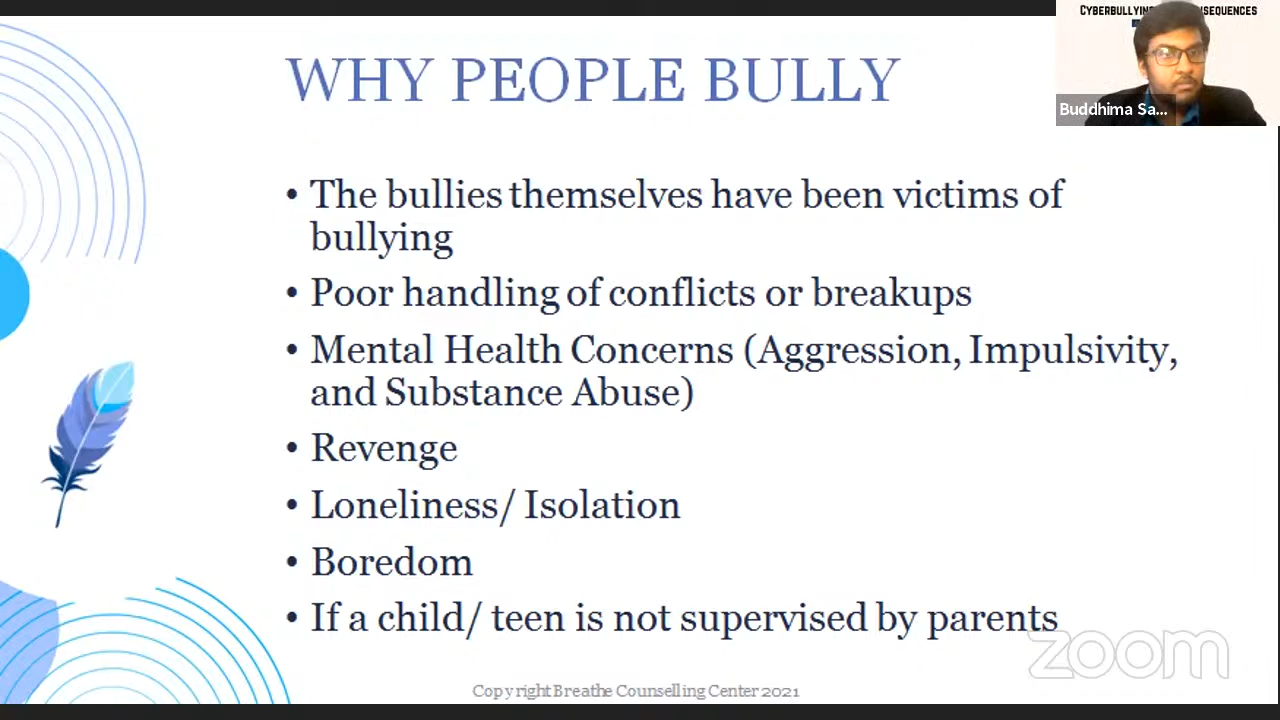 CYBERBULLYING
SEQUENCES
Buddhima Sa...
WHY PEOPLE BULLY
• The bullies themselves have been victims of
bullying
• Poor handling of conflicts or breakups
• Mental Health Concerns (Aggression, Impulsivity,
and Substance Abuse)
• Revenge
• Loneliness/ Isolation
• Boredom
• If a child/ teen is not supervised by parents
zoom
Copyright Breathe Counselling Center 2021